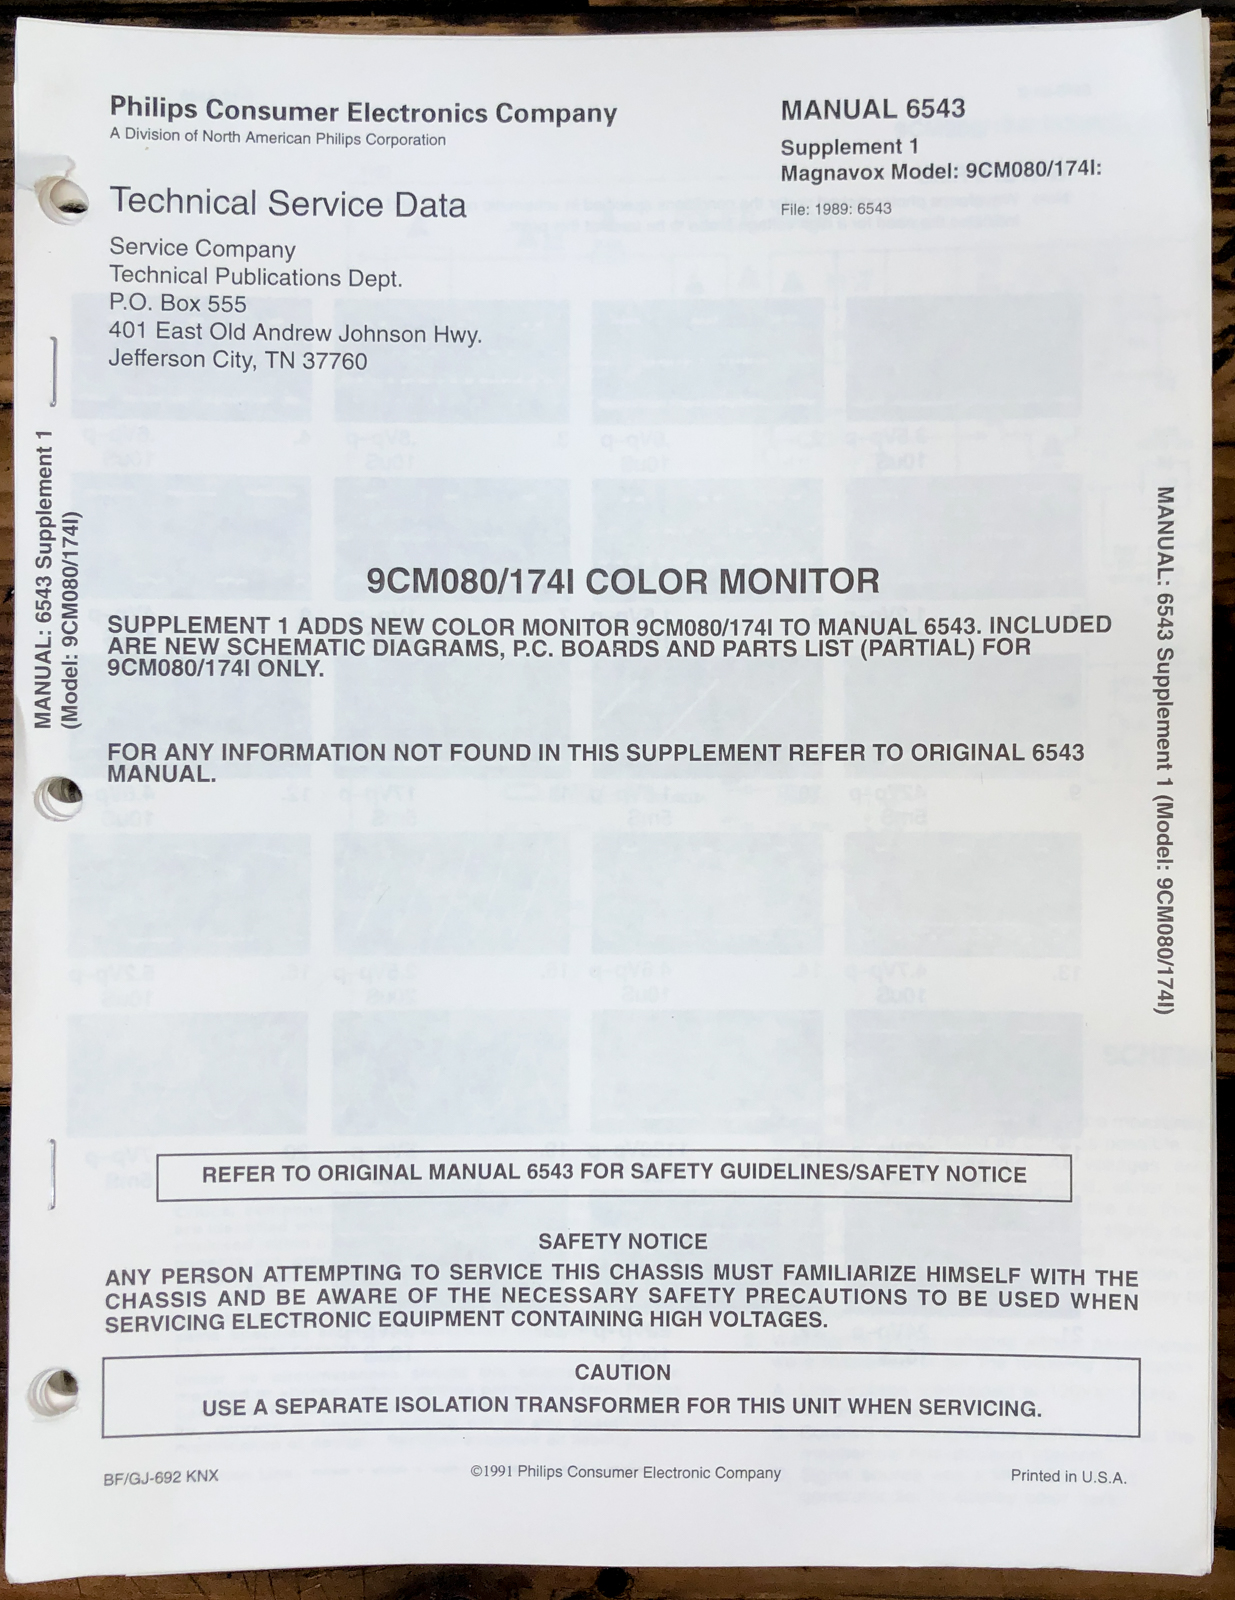 Philips Consumer Electronics Company
A Division of North American Philips Corporation
MANUAL 6543
Supplement 1
Magnavox Model: 9CM080/174I:
File: 1989: 6543
Technical Service Data
Service Company
Technical Publications Dept.
P.O. Box 555
401 East Old Andrew Johnson Hwy.
Jefferson City, TN 37760
MANUAL: 6543 Supplement 1
(Model: 9CM080/174I)
MANUAL: 6543 Supplement 1 (Model: 9CM080/174I)
9CM080/174I COLOR MONITOR
SUPPLEMENT 1 ADDS NEW COLOR MONITOR 9CM080/174I TO MANUAL 6543. INCLUDED
ARE NEW SCHEMATIC DIAGRAMS, P.C. BOARDS AND PARTS LIST (PARTIAL) FOR
9CM080/174I ONLY.
FOR ANY INFORMATION NOT FOUND IN THIS SUPPLEMENT REFER TO ORIGINAL 6543
MANUAL.
REFER TO ORIGINAL MANUAL 6543 FOR SAFETY GUIDELINES/SAFETY NOTICE
SAFETY NOTICE
ANY PERSON ATTEMPTING TO SERVICE THIS CHASSIS MUST FAMILIARIZE HIMSELF WITH THE
CHASSIS AND BE AWARE OF THE NECESSARY SAFETY PRECAUTIONS TO BE USED WHEN
SERVICING ELECTRONIC EQUIPMENT CONTAINING HIGH VOLTAGES.
CAUTION
USE A SEPARATE ISOLATION TRANSFORMER FOR THIS UNIT WHEN SERVICING.
BF/GJ-692 KNX
©1991 Philips Consumer Electronic Company
Printed in U.S.A.